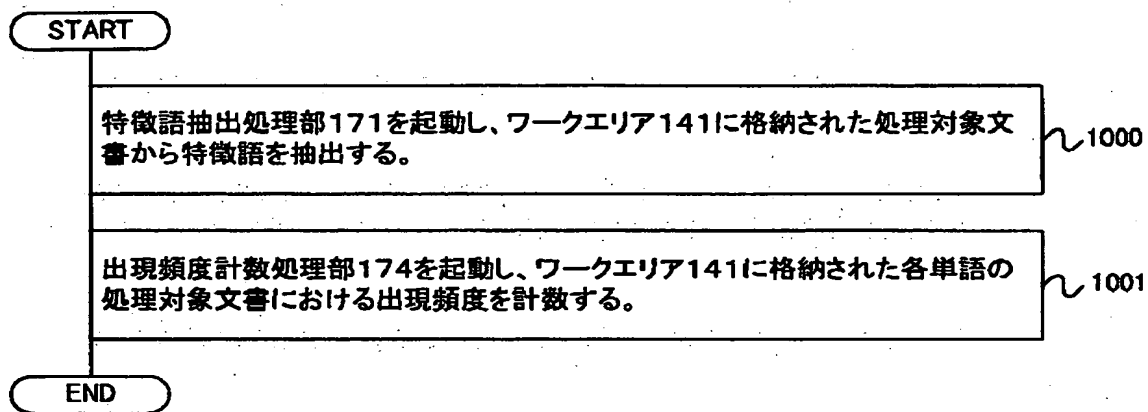 START
特徴語抽出処理部171を起動し、ワークエリア141に格納された処理対象文
書から特徴語を抽出する。
1000
出現頻度計数処理部174を起動し、ワークエリア141に格納された各単語の
処理対象文書における出現頻度を計数する。
1001
END